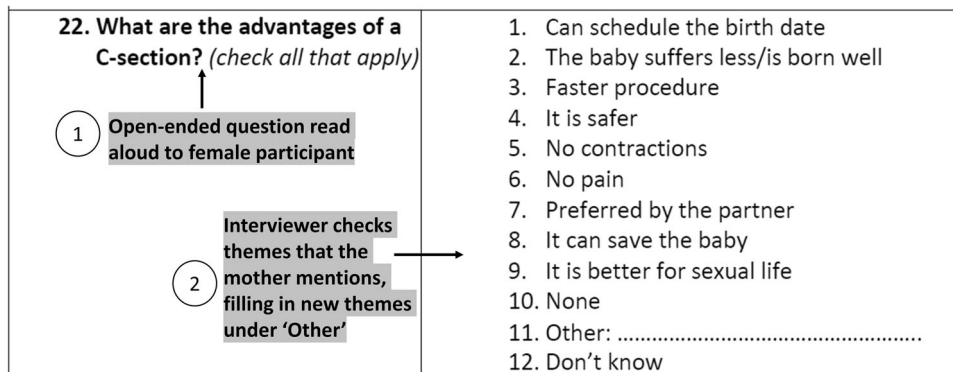 22. What are the advantages of a
C-section? (check all that apply)
1
Open-ended question read
aloud to female participant
2
Interviewer checks
themes that the
mother mentions,
filling in new themes
under ‘Other’
1. Can schedule the birth date
2. The baby suffers less/is born well
3. Faster procedure
4. It is safer
5. No contractions
6. No pain
7. Preferred by the partner
8. It can save the baby
9. It is better for sexual life
10. None
11. Other: ......................................................
12. Don’t know